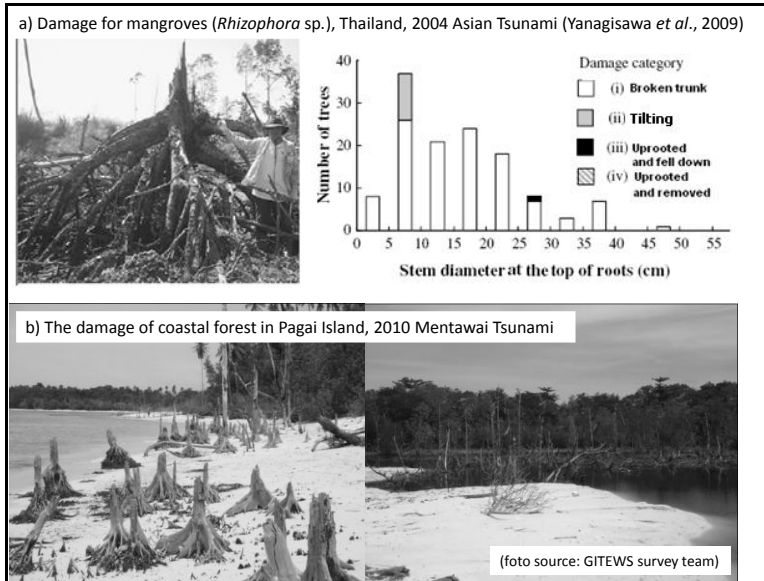 a) Damage for mangroves (Rhizophora sp.), Thailand, 2004 Asian Tsunami (Yanagisawa et al., 2009)
Number of trees
40
30
20
10
0
0 5 10 15 20 25 30 35 40 45 50 55
Stem diameter at the top of roots (cm)
Damage category
(i) Broken trunk
(ii) Tilting
(iii) Uprooted
and fell down
(iv) Uprooted
and removed
b) The damage of coastal forest in Pagai Island, 2010 Mentawai Tsunami
(foto source: GITEWS survey team)